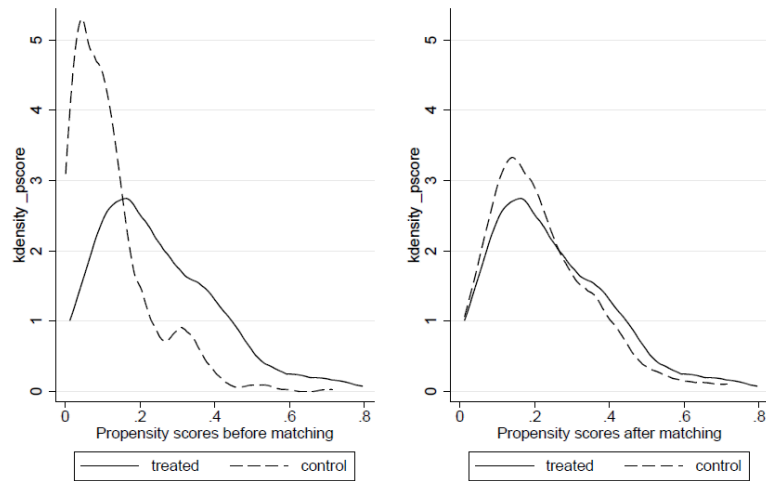 kdensity _pscore
5
4
3
2
1
0
0 .2 .4 .6 .8
Propensity scores before matching
treated control
kdensity _pscore
5
4
3
2
1
0
0 .2 .4 .6 .8
Propensity scores after matching
treated control